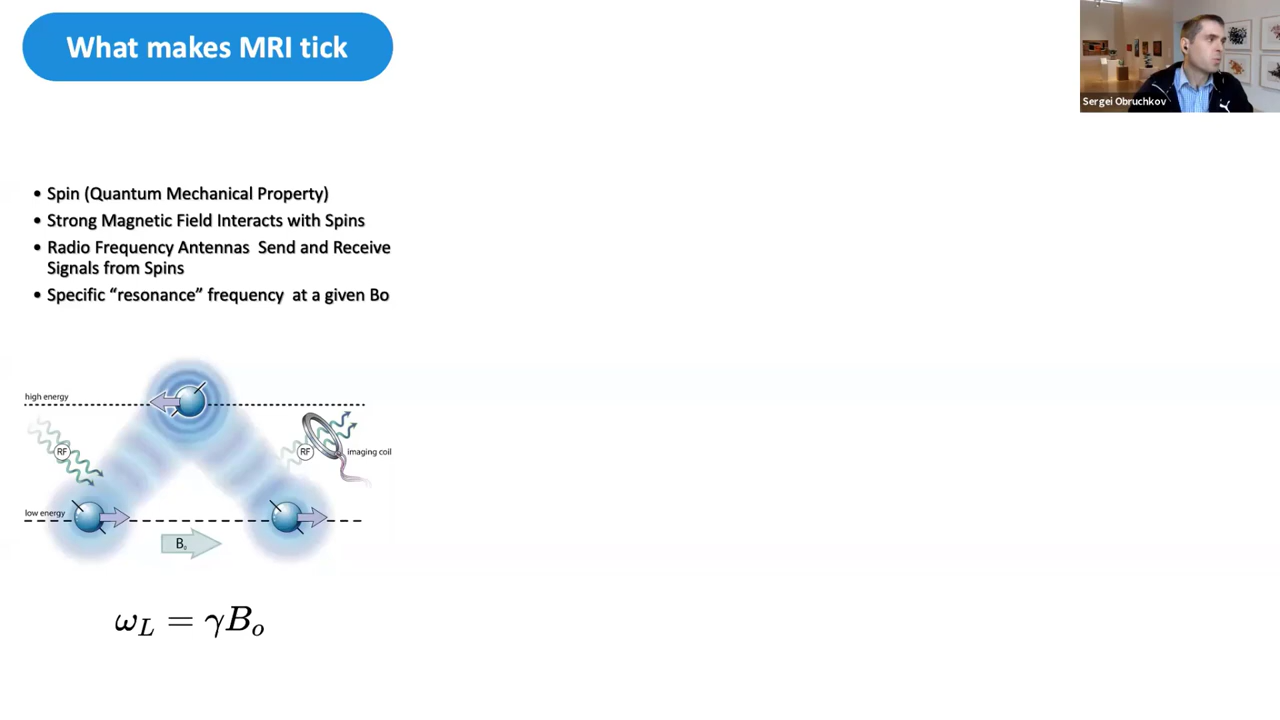 What makes MRI tick
Sergei Obruchkov
• Spin (Quantum Mechanical Property)
• Strong Magnetic Field Interacts with Spins
• Radio Frequency Antennas Send and Receive
Signals from Spins
• Specific “resonance” frequency at a given Bo
high energy
RF
RF
imaging coil
low energy
B₀
ω_L = γB_o